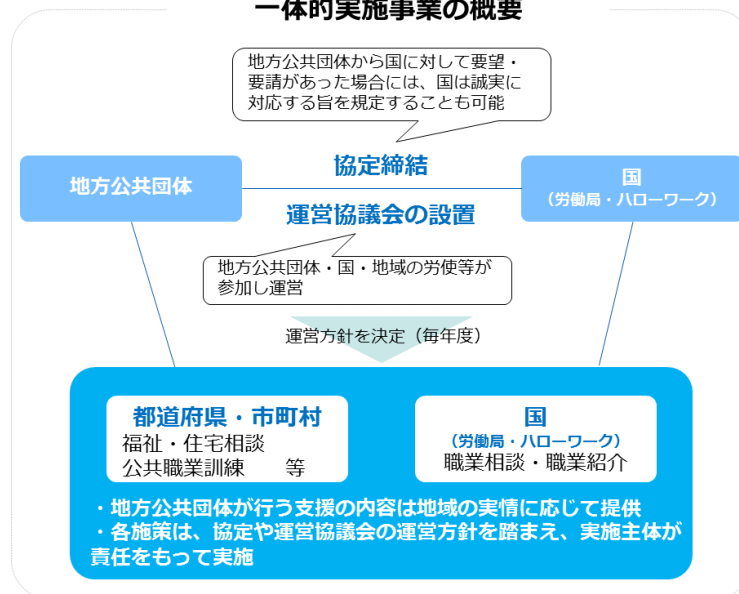 一体的実施事業の概要
地方公共団体から国に対して要望・
要請があった場合には、国は誠実に
対応する旨を規定することも可能
地方公共団体
協定締結
国
（労働局・ハローワーク）
運営協議会の設置
地方公共団体・国・地域の労使等が
参加し運営
運営方針を決定（毎年度）
都道府県・市町村
福祉・住宅相談
公共職業訓練　　等
国
（労働局・ハローワーク）
職業相談・職業紹介
・地方公共団体が行う支援の内容は地域の実情に応じて提供
・各施策は、協定や運営協議会の運営方針を踏まえ、実施主体が
責任をもって実施